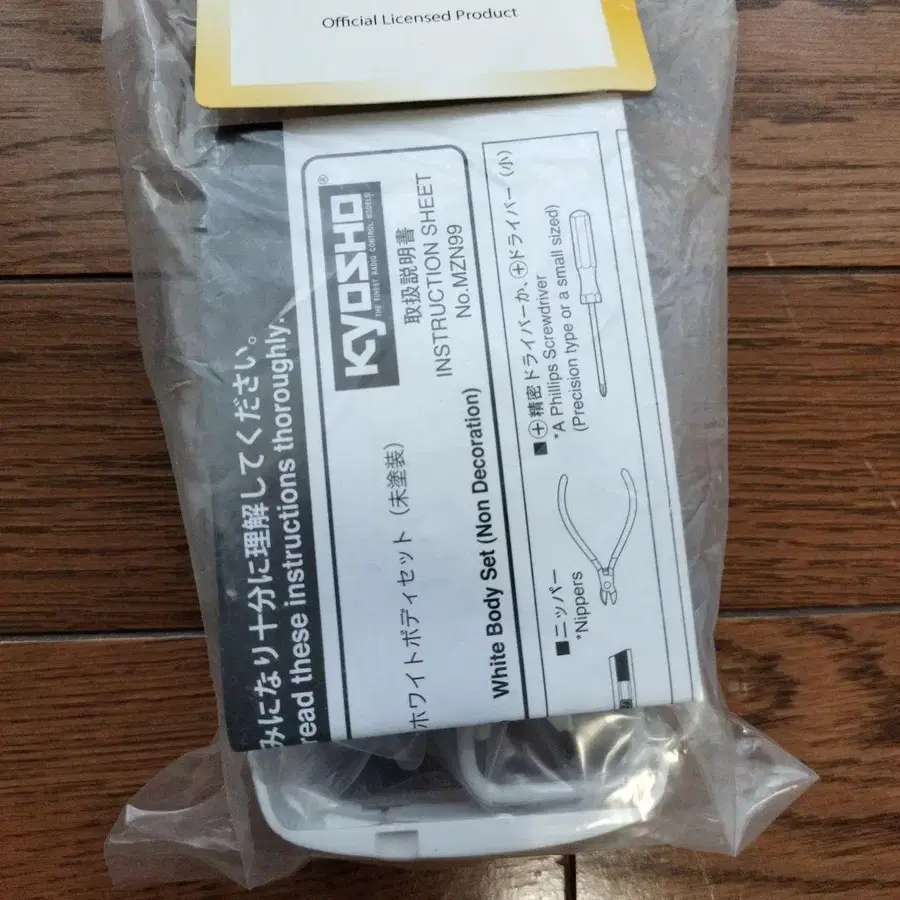 Official Licensed Product
みになり十分に理解してください。
read these instructions thoroughly.
KYOSHO®
THE FINEST RADIO CONTROL MODELS
取扱説明書
INSTRUCTION SHEET
No.MZN99
ホワイトボディセット（未塗装）
White Body Set (Non Decoration)
⊕精密ドライバーか、⊕ドライバー（小）
*A Phillips Screwdriver
(Precision type or a small sized)
■ニッパー
*Nippers